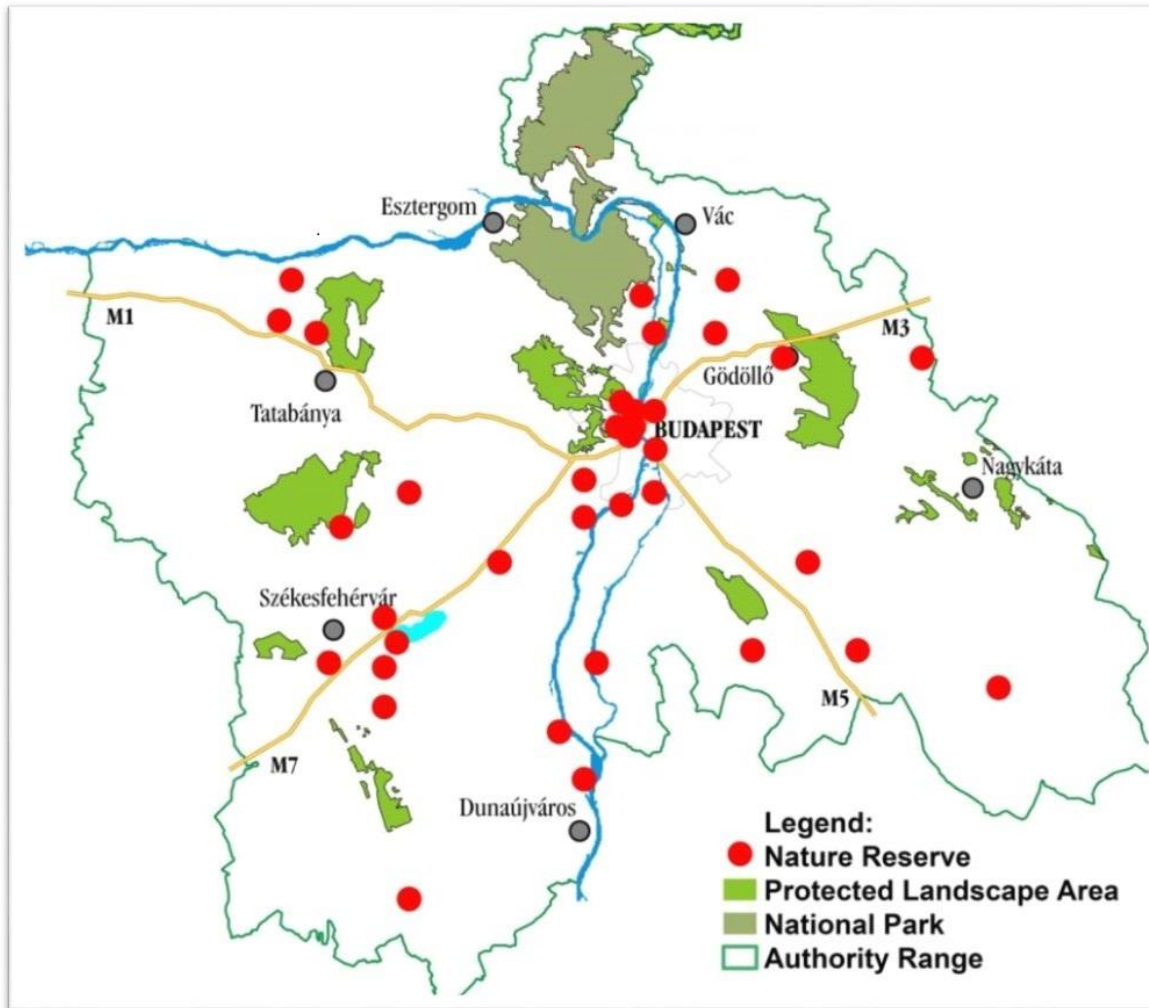 Esztergom
Vác
M1
M3
Gödöllő
Tatabánya
BUDAPEST
Nagykáta
Székesfehérvár
M5
M7
Dunaújváros
Legend:
Nature Reserve
Protected Landscape Area
National Park
Authority Range